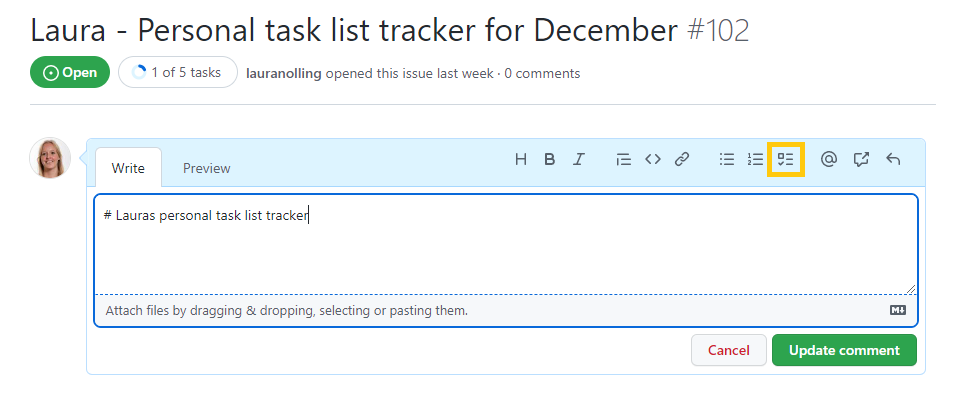 Laura - Personal task list tracker for December #102
Open 1 of 5 tasks lauranolling opened this issue last week · 0 comments
Write Preview H B I @
# Lauras personal task list tracker
Attach files by dragging & dropping, selecting or pasting them.
Cancel Update comment